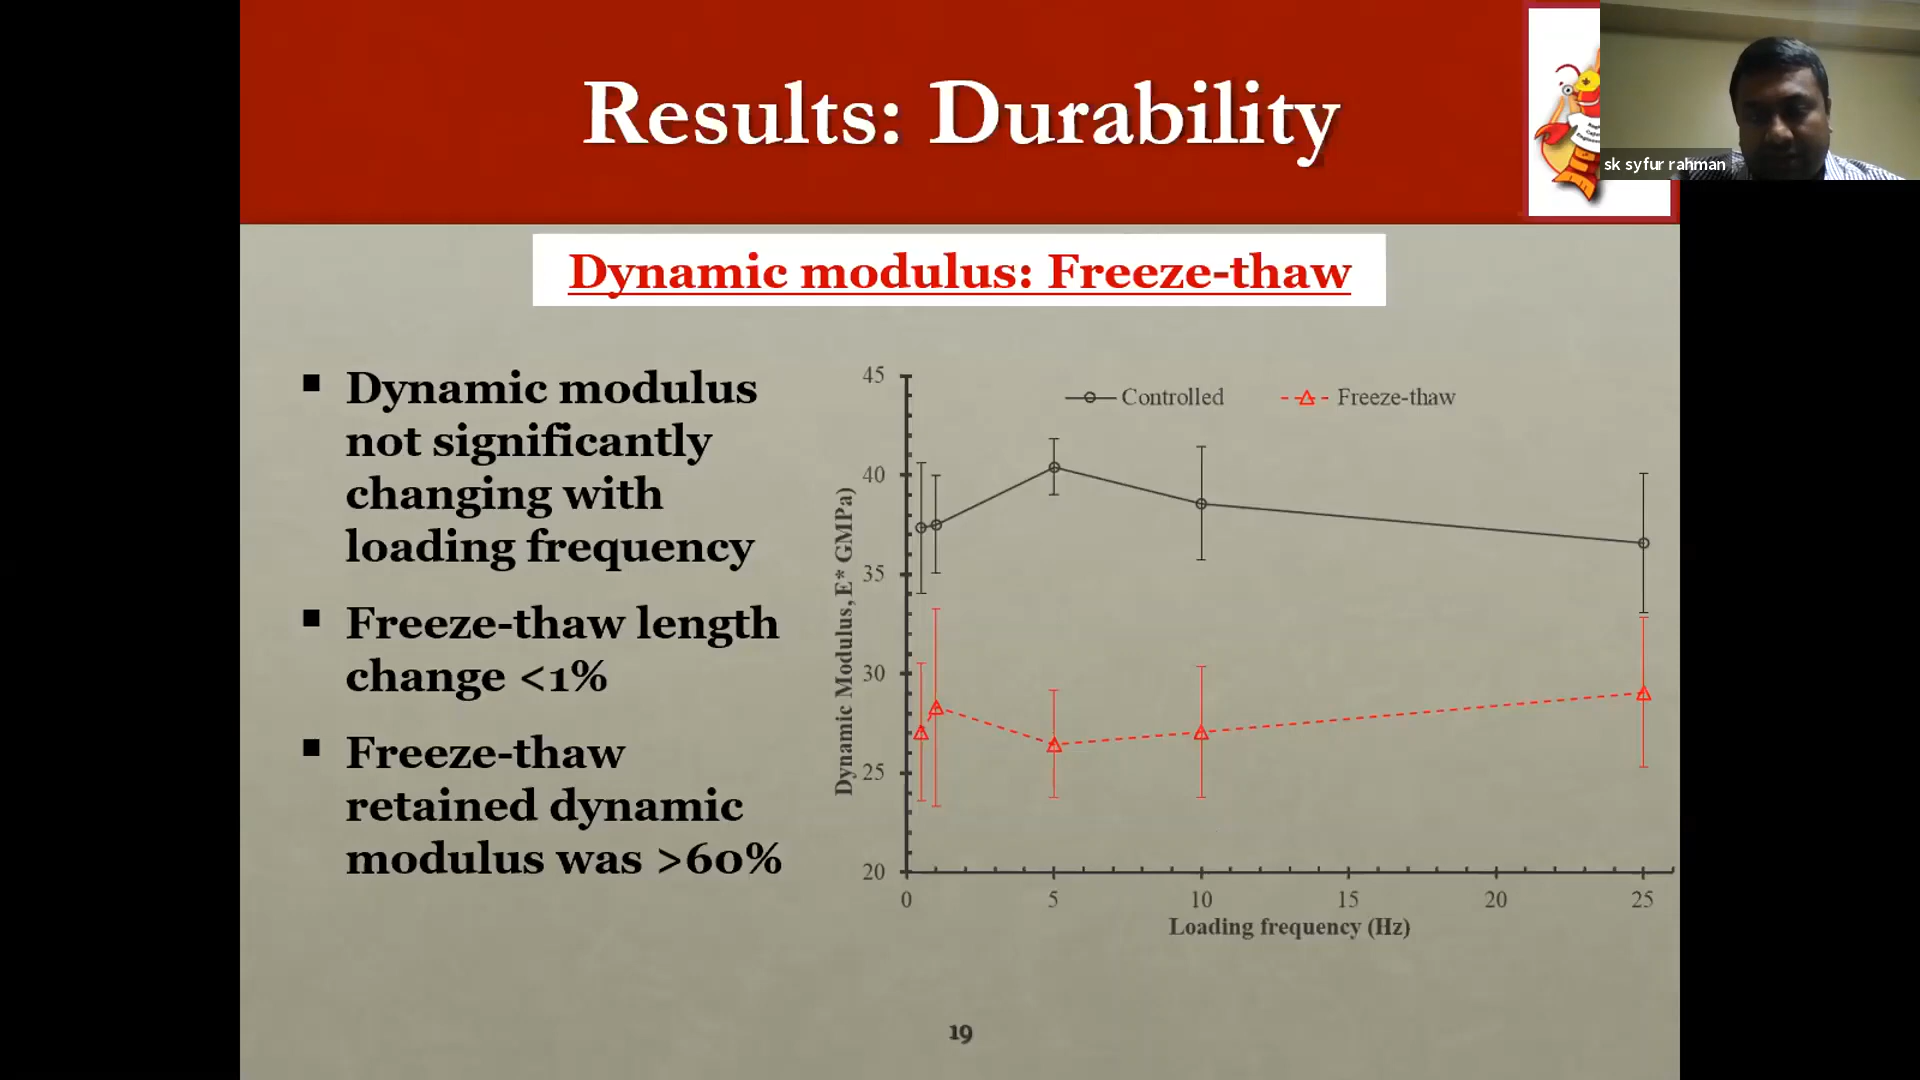 Results: Durability
sk syfur rahman
Dynamic modulus: Freeze-thaw
▪ Dynamic modulus
not significantly
changing with
loading frequency
▪ Freeze-thaw length
change <1%
▪ Freeze-thaw
retained dynamic
modulus was >60%
Controlled
Freeze-thaw
Dynamic Modulus, E* GMPa)
45
40
35
30
25
20
0 5 10 15 20 25
Loading frequency (Hz)
19